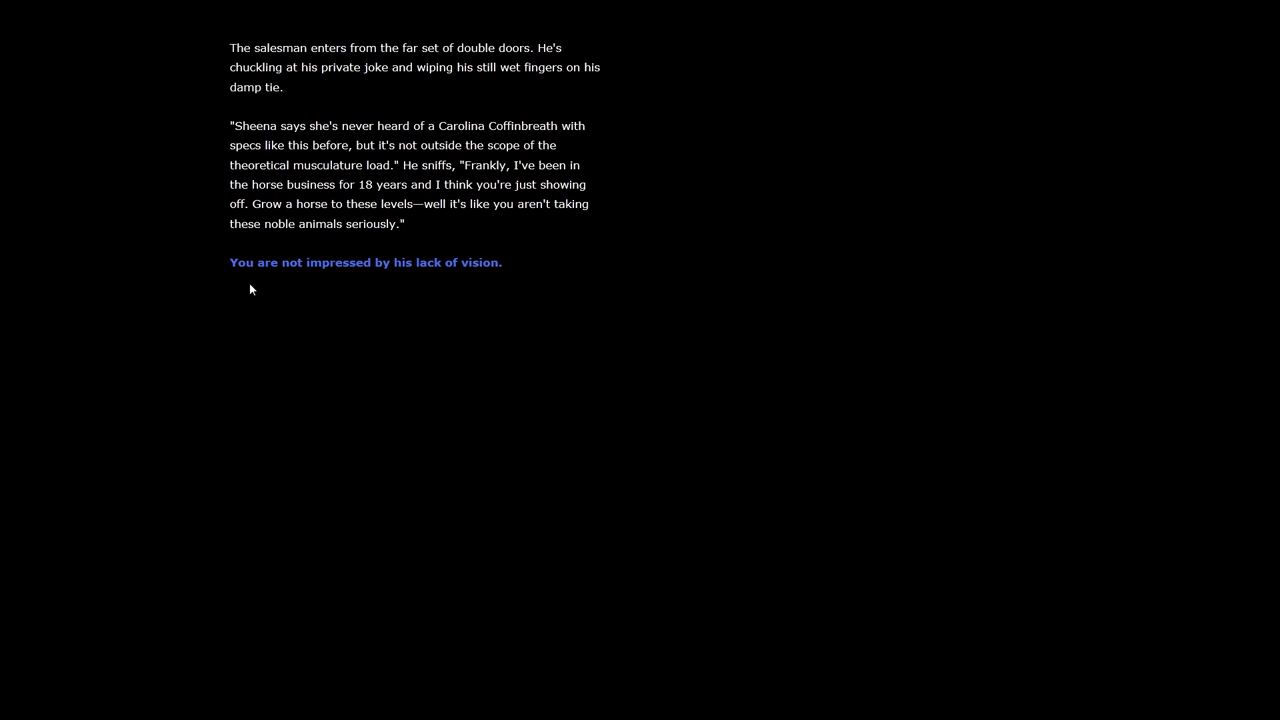 The salesman enters from the far set of double doors. He's
chuckling at his private joke and wiping his still wet fingers on his
damp tie.
"Sheena says she's never heard of a Carolina Coffinbreath with
specs like this before, but it's not outside the scope of the
theoretical musculature load." He sniffs, "Frankly, I've been in
the horse business for 18 years and I think you're just showing
off. Grow a horse to these levels—well it's like you aren't taking
these noble animals seriously."
You are not impressed by his lack of vision.